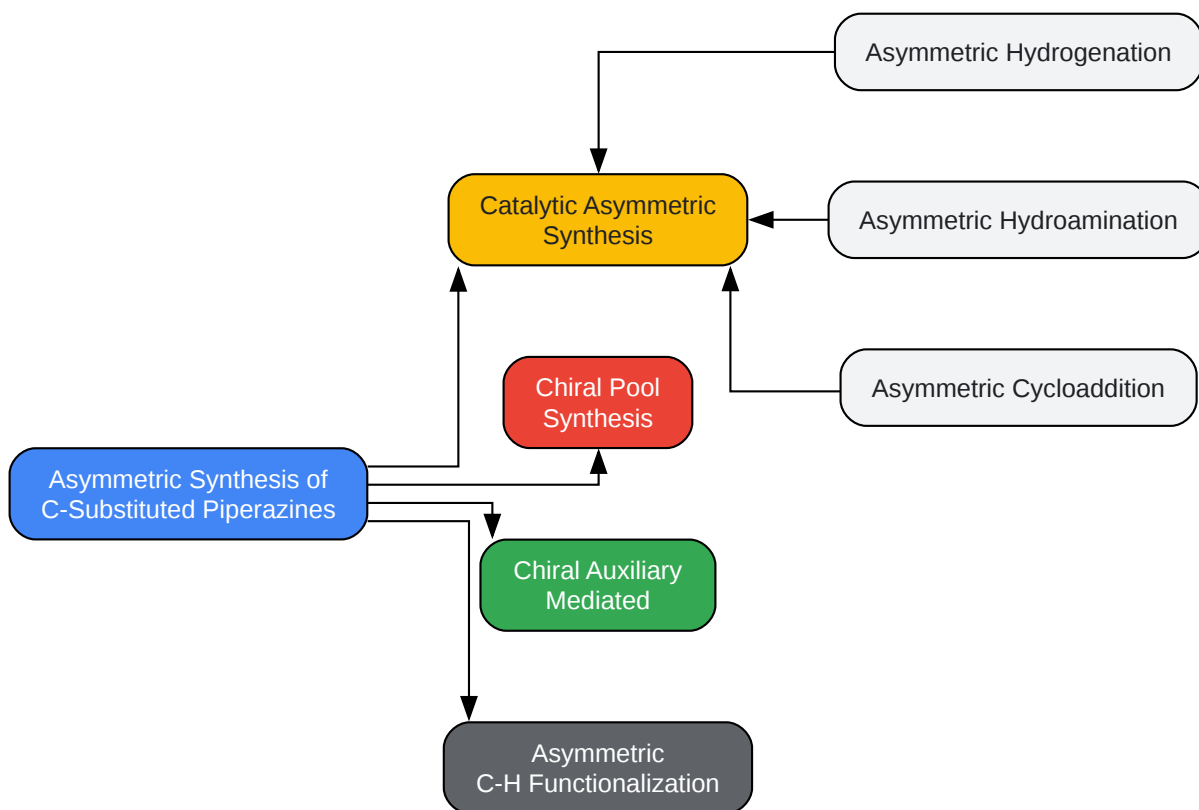 Asymmetric Hydrogenation
Catalytic Asymmetric
Synthesis
Asymmetric Hydroamination
Chiral Pool
Synthesis
Asymmetric Cycloaddition
Asymmetric Synthesis of
C-Substituted Piperazines
Chiral Auxiliary
Mediated
Asymmetric
C-H Functionalization